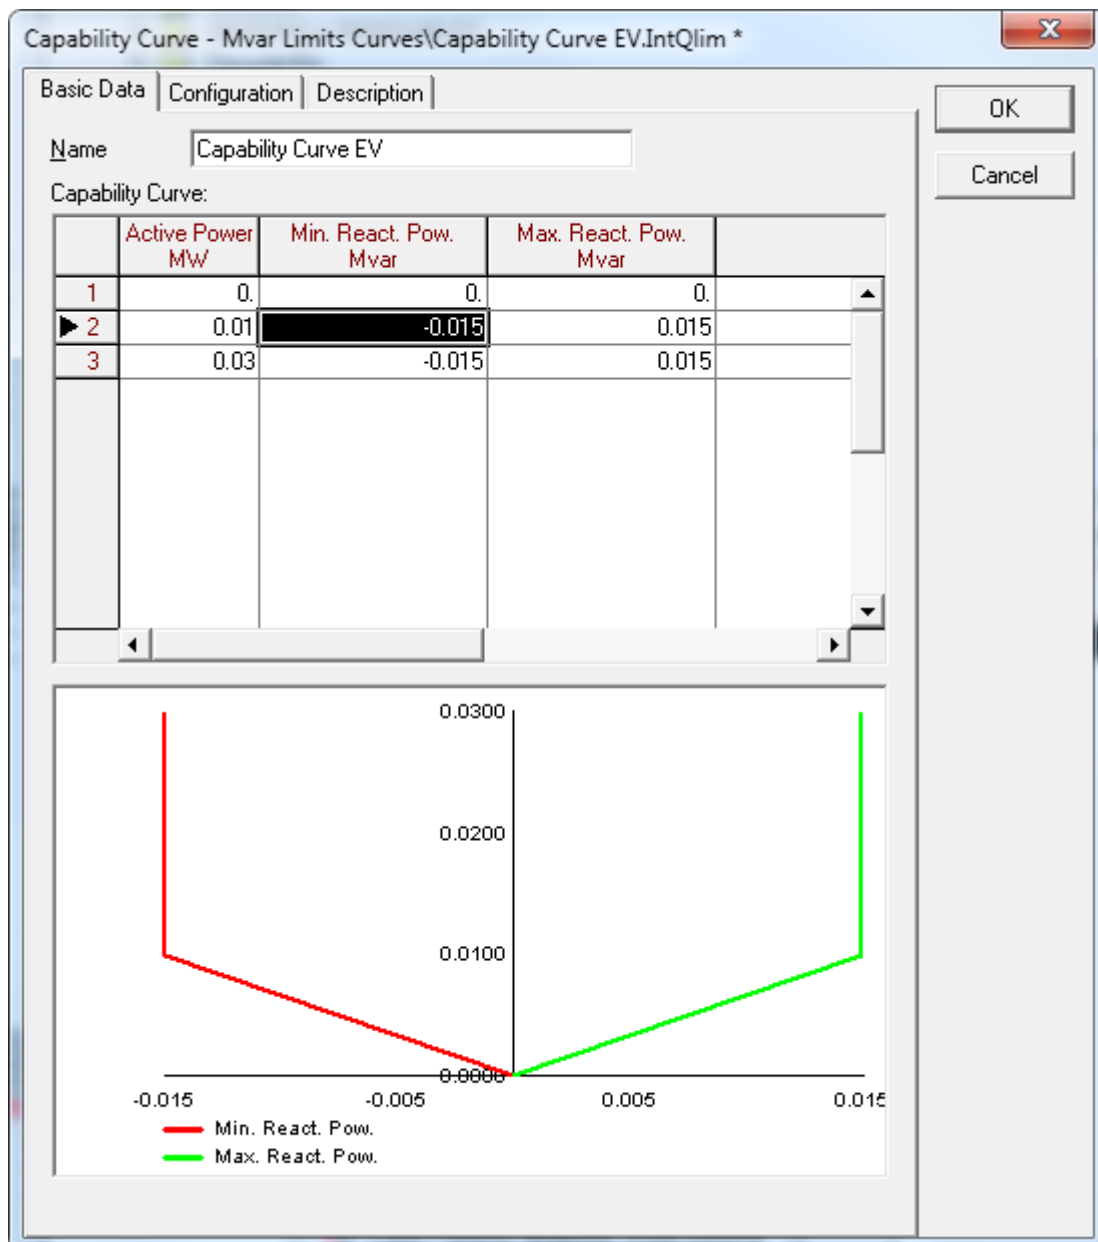 Capability Curve - Mvar Limits Curves\Capability Curve EV.IntQlim *
Basic Data Configuration Description
OK
Name Capability Curve EV
Cancel
Capability Curve:
Active Power Min. React. Pow. Max. React. Pow.
MW Mvar Mvar
1 0. 0. 0.
2 0.01 -0.015 0.015
3 0.03 -0.015 0.015
0.0300
0.0200
0.0100
0.0000
-0.015 -0.005 0.005 0.015
Min. React. Pow.
Max. React. Pow.